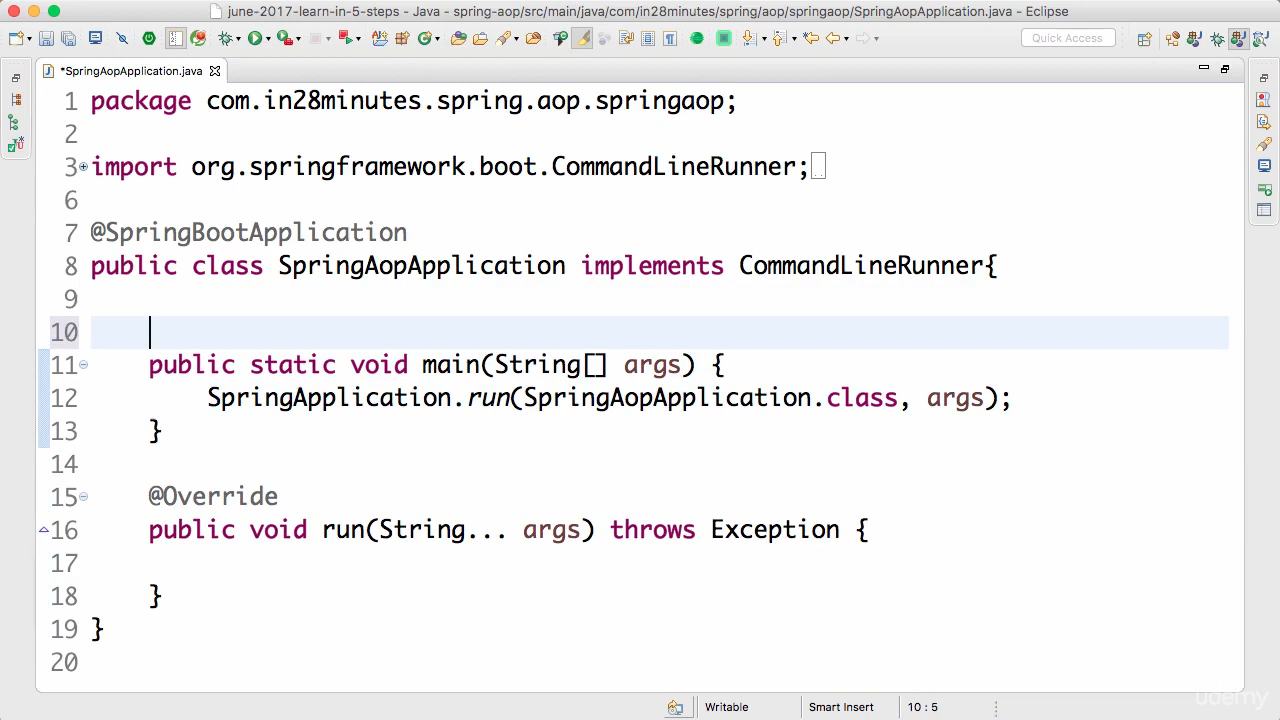 june-2017-learn-in-5-steps - Java - spring-aop/src/main/java/com/in28minutes/spring/aop/springaop/SpringAopApplication.java - Eclipse
Quick Access
*SpringAopApplication.java
1 package com.in28minutes.spring.aop.springaop;
2
3 import org.springframework.boot.CommandLineRunner;
6
7 @SpringBootApplication
8 public class SpringAopApplication implements CommandLineRunner{
9
10
11 public static void main(String[] args) {
12 SpringApplication.run(SpringAopApplication.class, args);
13 }
14
15 @Override
16 public void run(String... args) throws Exception {
17
18 }
19 }
20
udemy
Writable Smart Insert 10 : 5